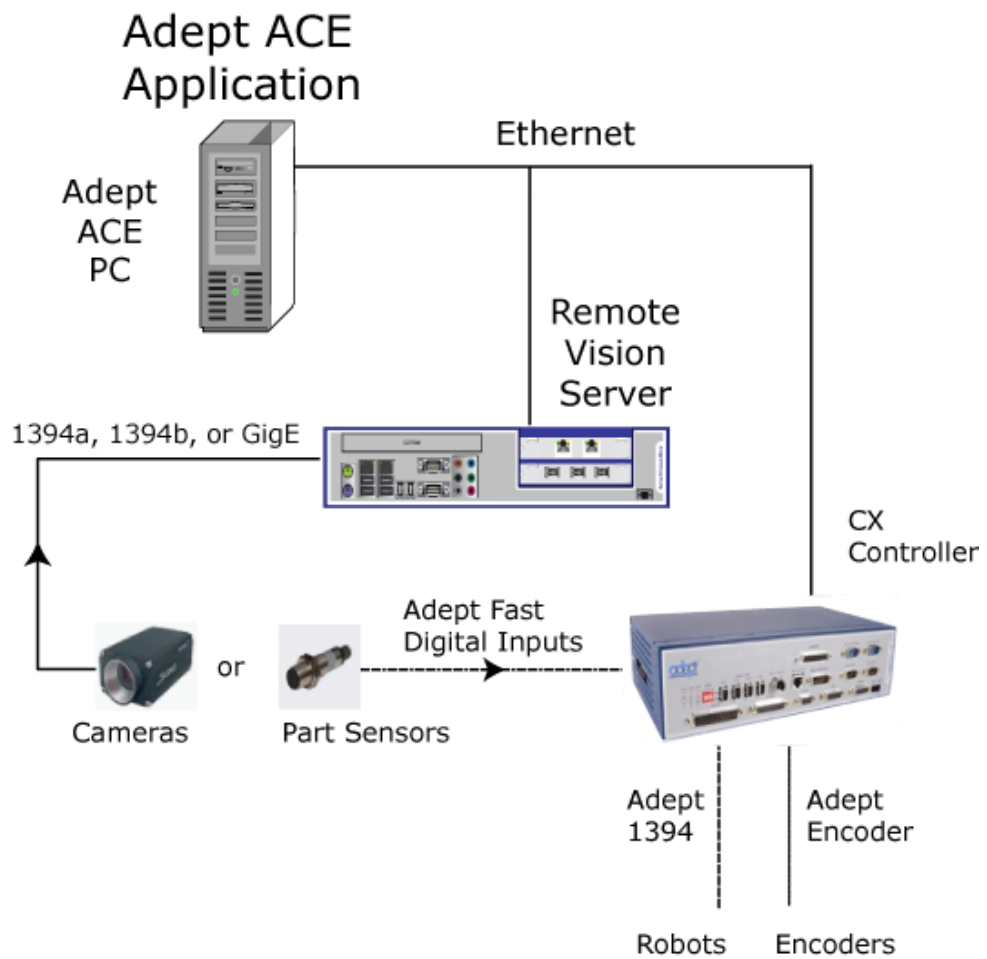 Adept ACE
Application
Ethernet
Adept
ACE
PC
Remote
Vision
Server
1394a, 1394b, or GigE
CX
Controller
Adept Fast
Digital Inputs
or
adept
Cameras
Part Sensors
Adept
1394
Adept
Encoder
Robots
Encoders